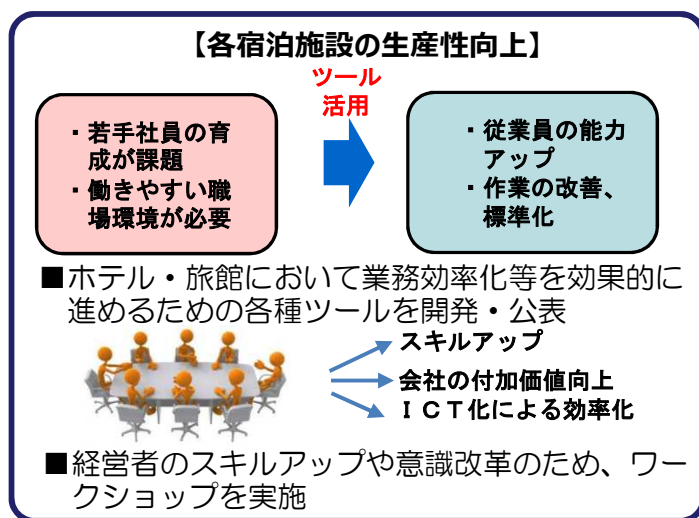 【各宿泊施設の生産性向上】
ツール
活用
・若手社員の育
成が課題
・働きやすい職
場環境が必要
・従業員の能力
アップ
・作業の改善、
標準化
■ホテル・旅館において業務効率化等を効果的に
進めるための各種ツールを開発・公表
スキルアップ
会社の付加価値向上
ＩＣＴ化による効率化
■経営者のスキルアップや意識改革のため、ワー
クショップを実施